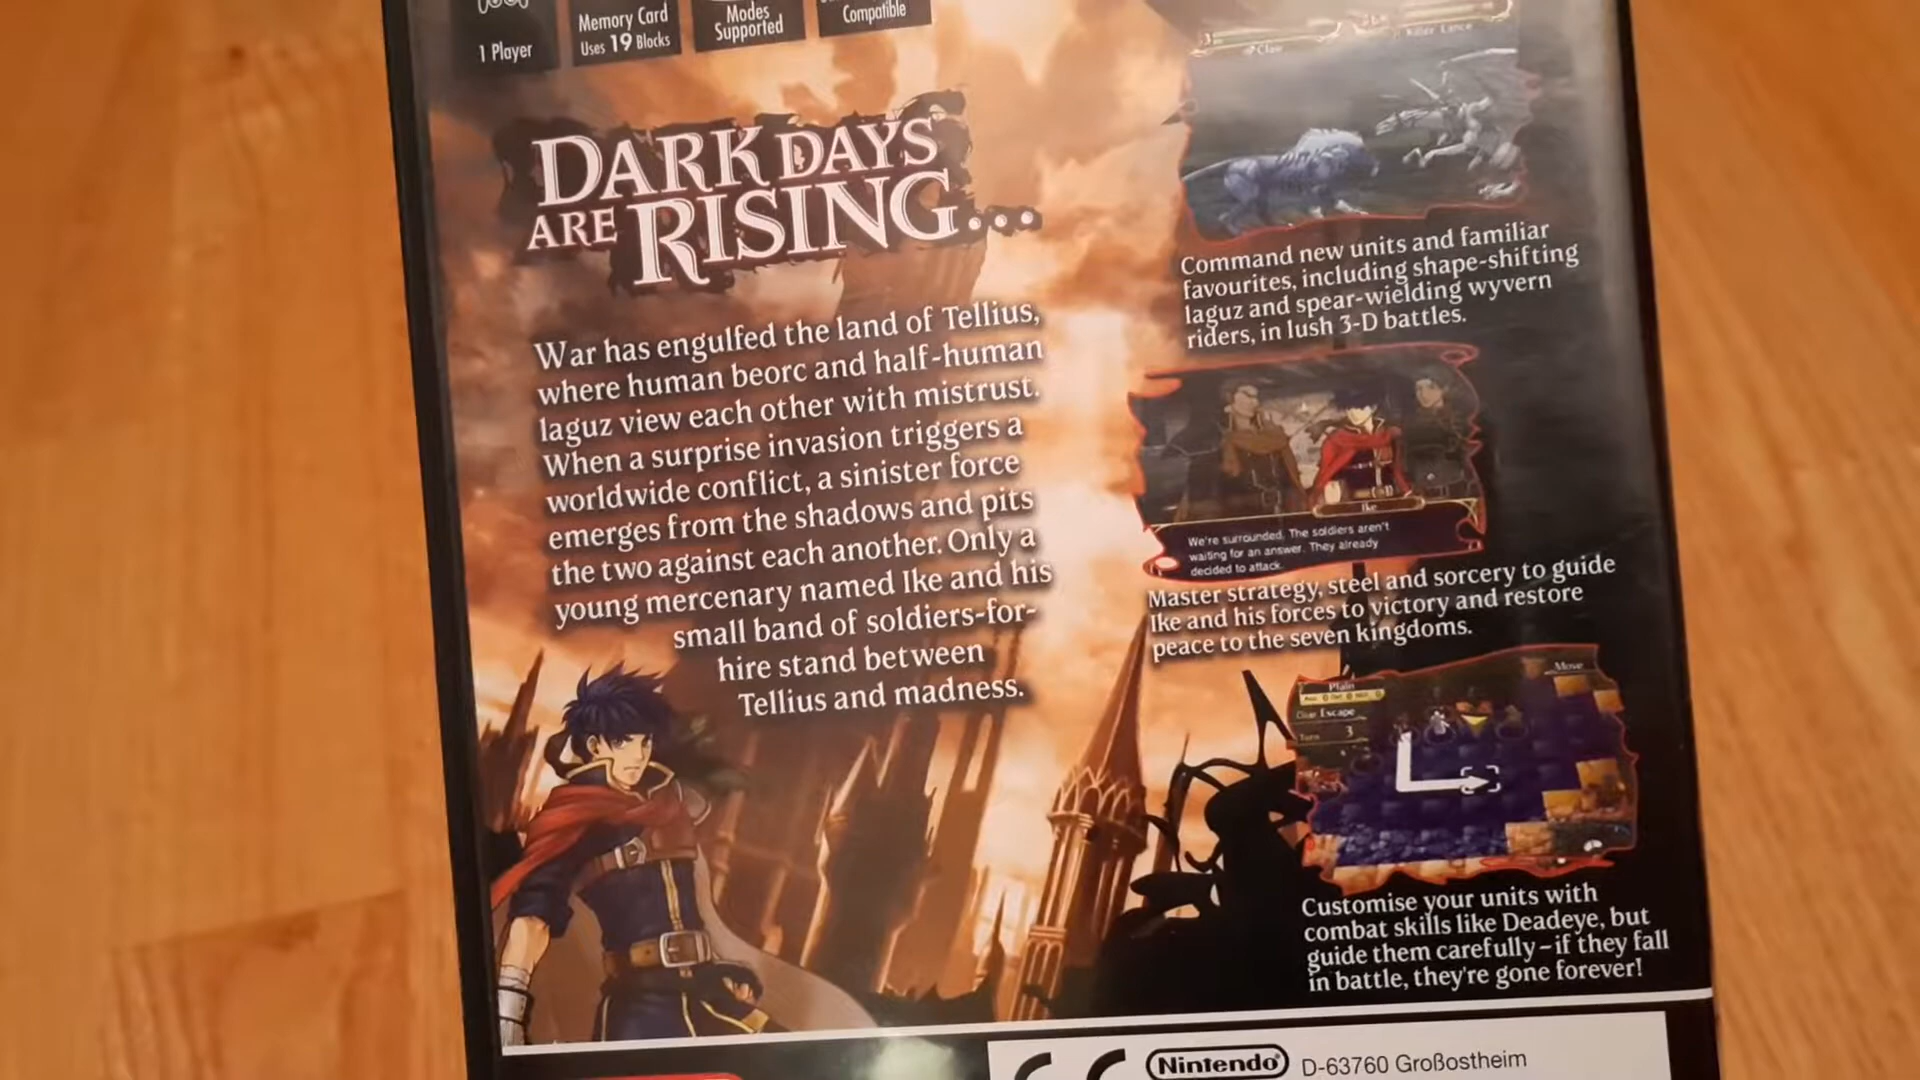 1 Player
Memory Card
Uses 19 Blocks
Modes
Supported
Compatible
DARK DAYS
ARE RISING...
War has engulfed the land of Tellius,
where human beorc and half-human
laguz view each other with mistrust.
When a surprise invasion triggers a
worldwide conflict, a sinister force
emerges from the shadows and pits
the two against each another. Only a
young mercenary named Ike and his
small band of soldiers-for-
hire stand between
Tellius and madness.
Claw
Killer Lance
Command new units and familiar
favourites, including shape-shifting
laguz and spear-wielding wyvern
riders, in lush 3-D battles.
Ike
We're surrounded. The soldiers aren't
waiting for an answer. They already
decided to attack.
Master strategy, steel and sorcery to guide
Ike and his forces to victory and restore
peace to the seven kingdoms.
Move
Plain
Escape
Turn 3
Customise your units with
combat skills like Deadeye, but
guide them carefully–if they fall
in battle, they're gone forever!
Nintendo D-63760 Großostheim